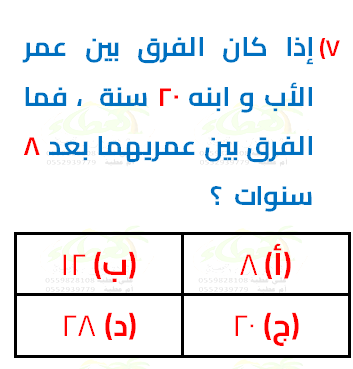 ٧) إذا كان الفرق بين عمر
الأب و ابنه ٢٠ سنة ، فما
الفرق بين عمريهما بعد ٨
سنوات ؟
(أ) ٨ (ب) ١٢
(ج) ٢٠ (د) ٢٨